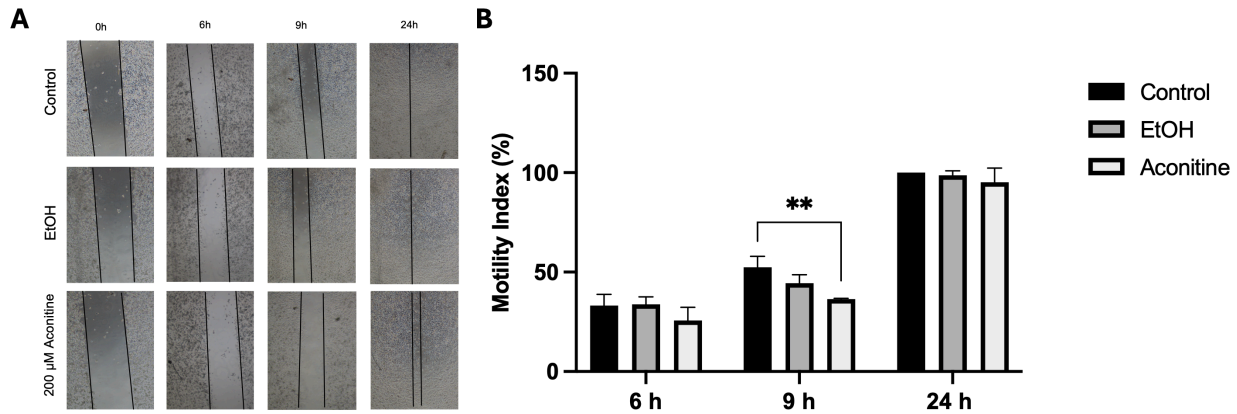 A
0h
6h
9h
24h
Control
EtOH
200 µM Aconitine
B
Motility Index (%)
150
100
50
0
**
6 h
9 h
24 h
Control
EtOH
Aconitine